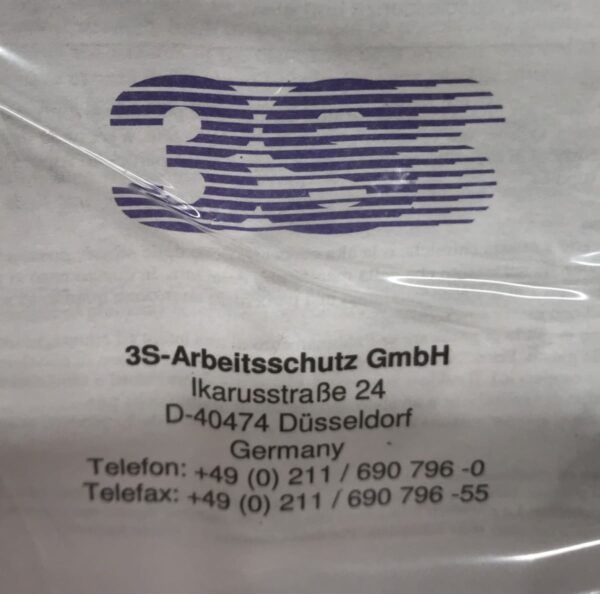 3S
3S-Arbeitsschutz GmbH
Ikarusstraße 24
D-40474 Düsseldorf
Germany
Telefon: +49 (0) 211 / 690 796 -0
Telefax: +49 (0) 211 / 690 796 -55